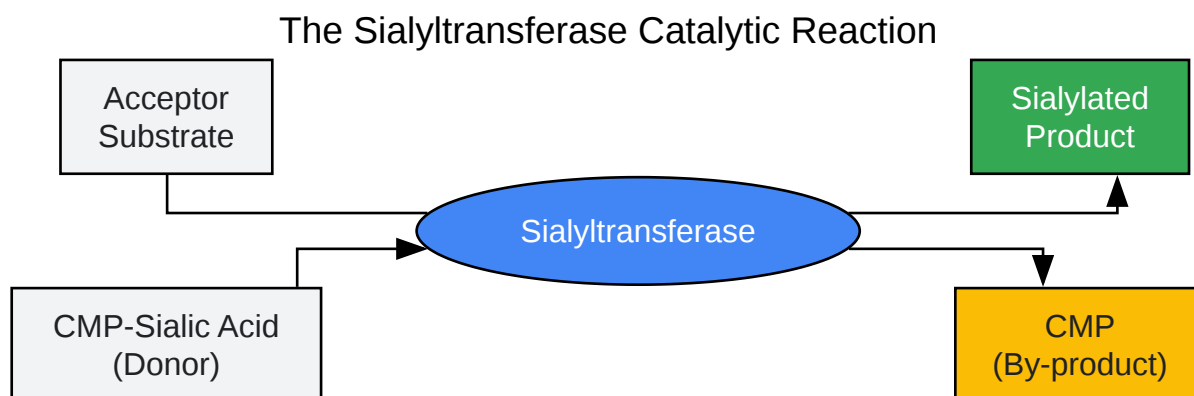 The Sialyltransferase Catalytic Reaction
Acceptor
Substrate
Sialylated
Product
Sialyltransferase
CMP-Sialic Acid
(Donor)
CMP
(By-product)